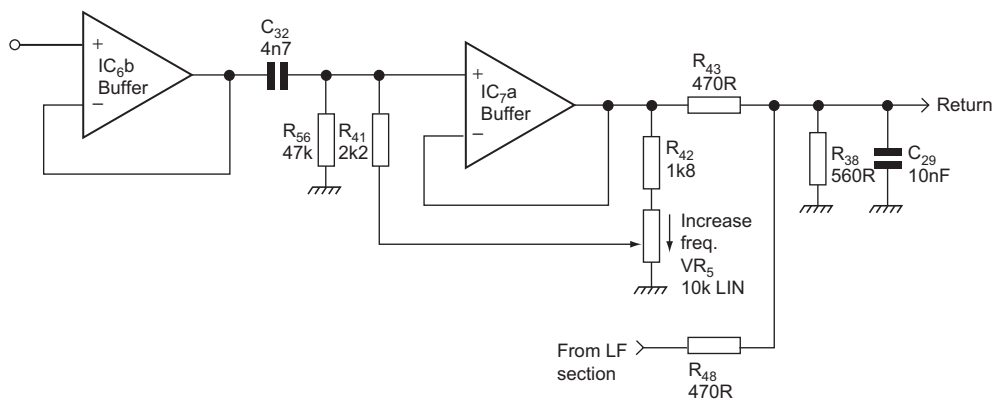 C₃₂
4n7
+
IC₆b
Buffer
−
R₅₆
47k
R₄₁
2k2
+
IC₇a
Buffer
−
R₄₃
470R
Return
R₄₂
1k8
R₃₈
560R
C₂₉
10nF
Increase
freq.
VR₅
10k LIN
From LF
section
R₄₈
470R